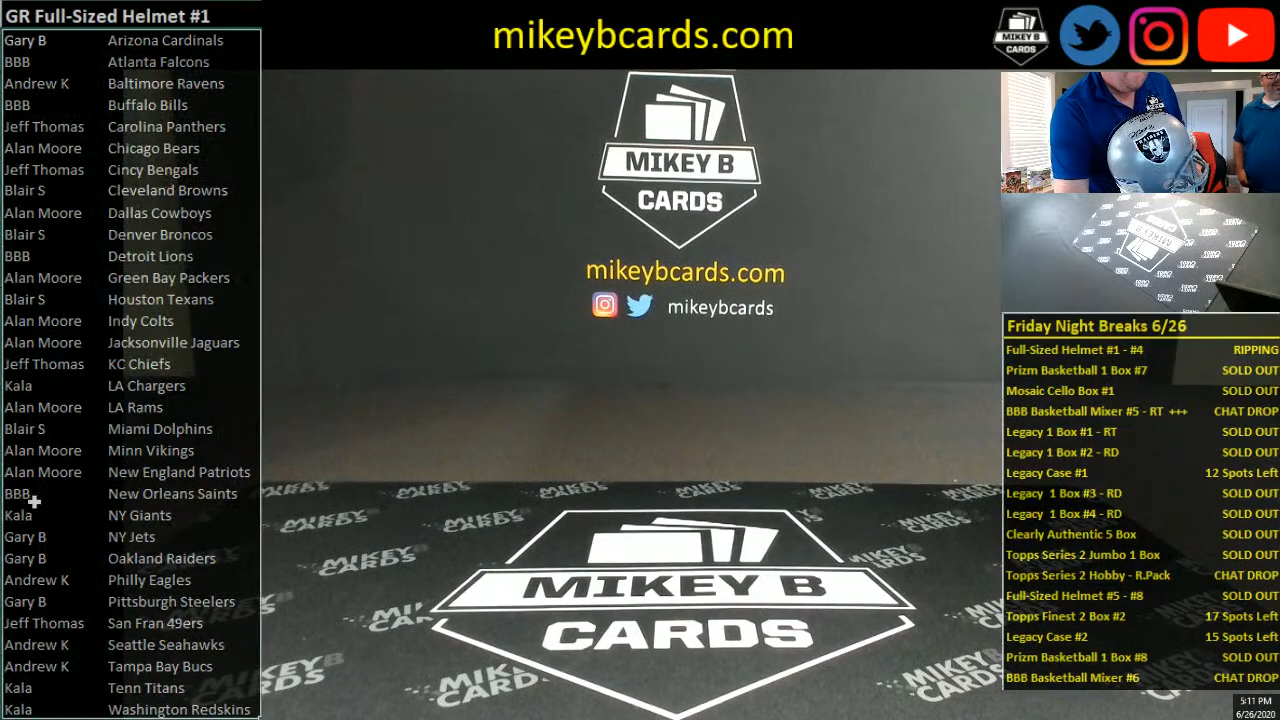 GR Full-Sized Helmet #1
Gary B Arizona Cardinals
BBB Atlanta Falcons
Andrew K Baltimore Ravens
BBB Buffalo Bills
Jeff Thomas Carolina Panthers
Alan Moore Chicago Bears
Jeff Thomas Cincy Bengals
Blair S Cleveland Browns
Alan Moore Dallas Cowboys
Blair S Denver Broncos
BBB Detroit Lions
Alan Moore Green Bay Packers
Blair S Houston Texans
Alan Moore Indy Colts
Alan Moore Jacksonville Jaguars
Jeff Thomas KC Chiefs
Kala LA Chargers
Alan Moore LA Rams
Blair S Miami Dolphins
Alan Moore Minn Vikings
Alan Moore New England Patriots
BBB New Orleans Saints
Kala NY Giants
Gary B NY Jets
Gary B Oakland Raiders
Andrew K Philly Eagles
Gary B Pittsburgh Steelers
Jeff Thomas San Fran 49ers
Andrew K Seattle Seahawks
Andrew K Tampa Bay Bucs
Kala Tenn Titans
Kala Washington Redskins
mikeybcards.com
MIKEY B
CARDS
MIKEY B
CARDS
mikeybcards.com
mikeybcards
MIKEY B
CARDS
Friday Night Breaks 6/26
Full-Sized Helmet #1 - #4 RIPPING
Prizm Basketball 1 Box #7 SOLD OUT
Mosaic Cello Box #1 SOLD OUT
BBB Basketball Mixer #5 - RT +++ CHAT DROP
Legacy 1 Box #1 - RT SOLD OUT
Legacy 1 Box #2 - RD SOLD OUT
Legacy Case #1 12 Spots Left
Legacy 1 Box #3 - RD SOLD OUT
Legacy 1 Box #4 - RD SOLD OUT
Clearly Authentic 5 Box SOLD OUT
Topps Series 2 Jumbo 1 Box SOLD OUT
Topps Series 2 Hobby - R.Pack CHAT DROP
Full-Sized Helmet #5 - #8 SOLD OUT
Topps Finest 2 Box #2 17 Spots Left
Legacy Case #2 15 Spots Left
Prizm Basketball 1 Box #8 SOLD OUT
BBB Basketball Mixer #6 CHAT DROP
5:11 PM
6/26/2020